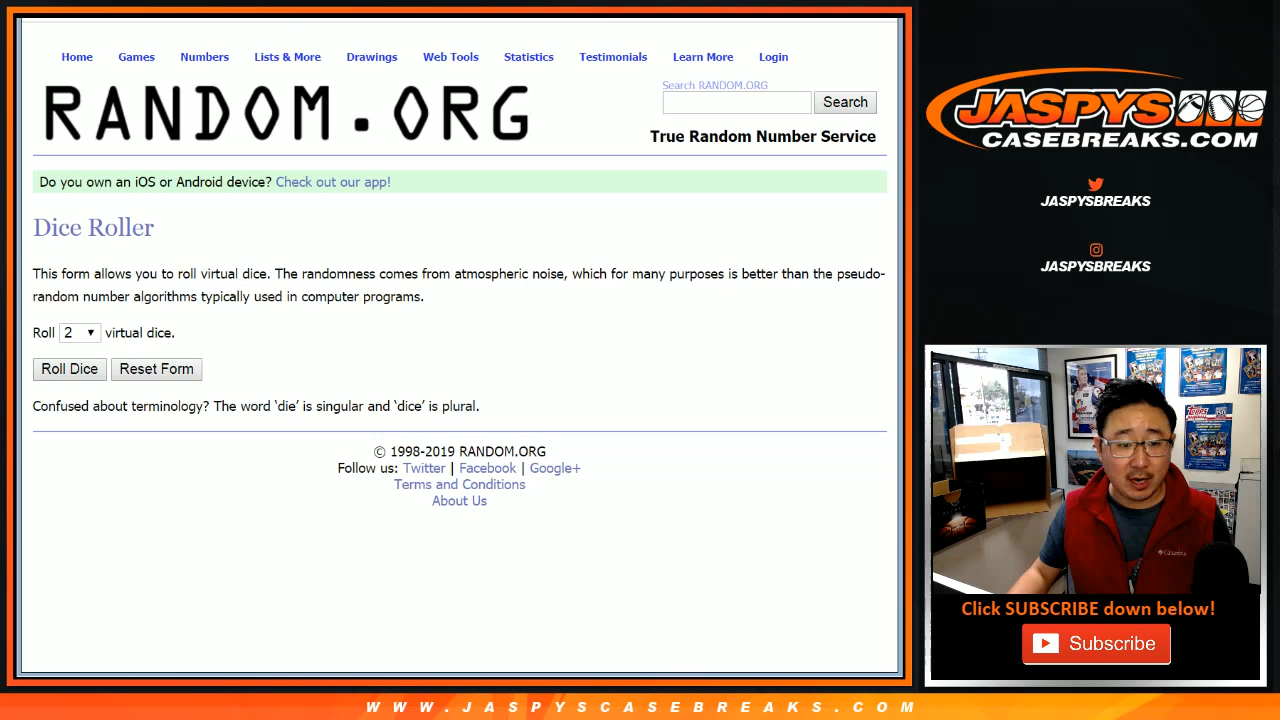 Home Games Numbers Lists & More Drawings Web Tools Statistics Testimonials Learn More Login
RANDOM.ORG
Search RANDOM.ORG
Search
True Random Number Service
Do you own an iOS or Android device? Check out our app!
Dice Roller
This form allows you to roll virtual dice. The randomness comes from atmospheric noise, which for many purposes is better than the pseudo-
random number algorithms typically used in computer programs.
Roll 2 virtual dice.
Roll Dice Reset Form
Confused about terminology? The word ‘die’ is singular and ‘dice’ is plural.
© 1998-2019 RANDOM.ORG
Follow us: Twitter | Facebook | Google+
Terms and Conditions
About Us
JASPYS
CASEBREAKS.COM
JASPYSBREAKS
JASPYSBREAKS
Columbia
Click SUBSCRIBE down below!
Subscribe
WWW.JASPYSCASEBREAKS.COM